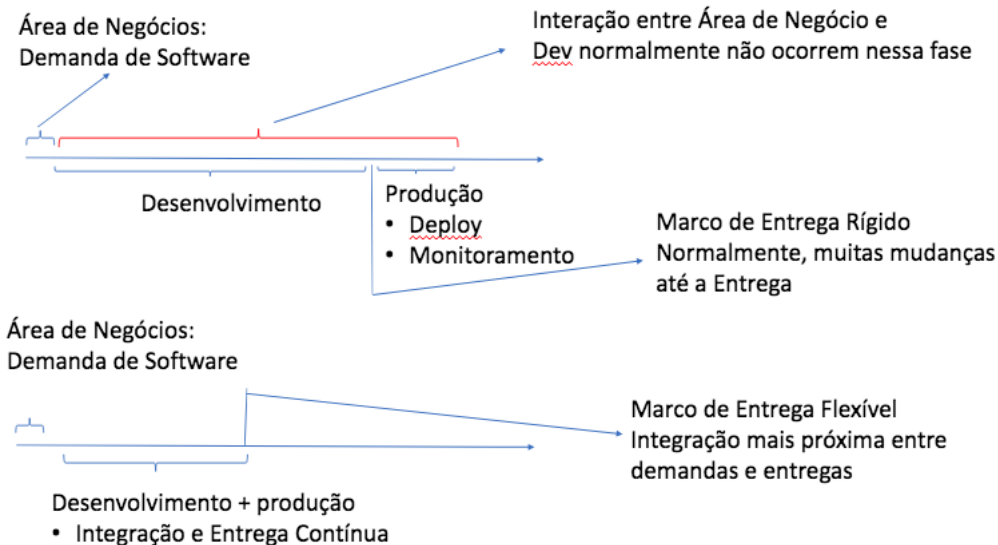 Área de Negócios:
Demanda de Software
Interação entre Área de Negócio e
Dev normalmente não ocorrem nessa fase
Desenvolvimento
Produção
• Deploy
• Monitoramento
Marco de Entrega Rígido
Normalmente, muitas mudanças
até a Entrega
Área de Negócios:
Demanda de Software
Marco de Entrega Flexível
Integração mais próxima entre
demandas e entregas
Desenvolvimento + produção
• Integração e Entrega Contínua